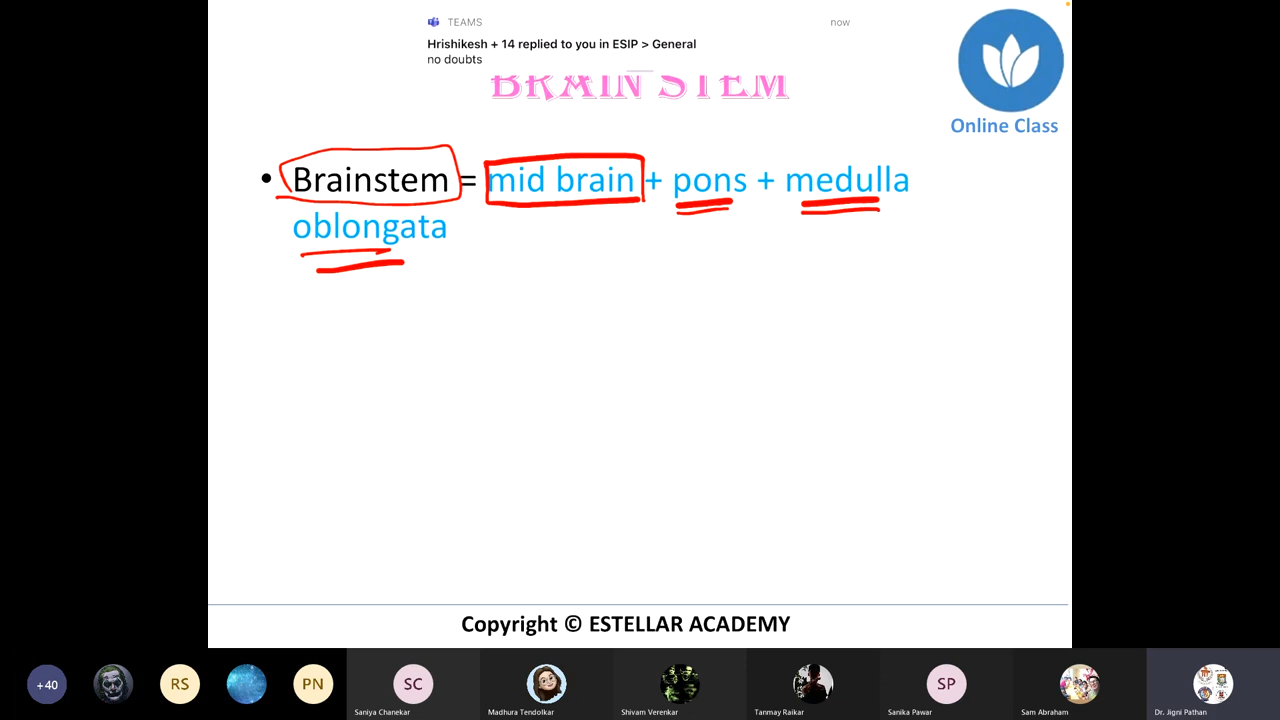 TEAMS
now
Hrishikesh + 14 replied to you in ESIP > General
no doubts
BRAIN STEM
Online Class
• Brainstem = mid brain + pons + medulla
oblongata
Copyright © ESTELLAR ACADEMY
+40
RS
PN
SC
SP
Saniya Chanekar
Madhura Tendolkar
Shivam Verenkar
Tanmay Raikar
Sanika Pawar
Sam Abraham
Dr. Jigni Pathan